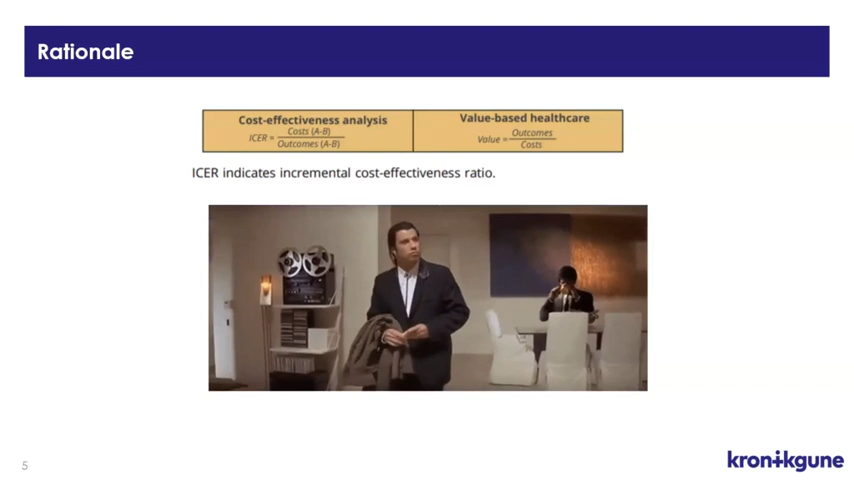 Rationale
Cost-effectiveness analysis
ICER = Costs (A-B) / Outcomes (A-B)
Value-based healthcare
Value = Outcomes / Costs
ICER indicates incremental cost-effectiveness ratio.
5
kronikgune